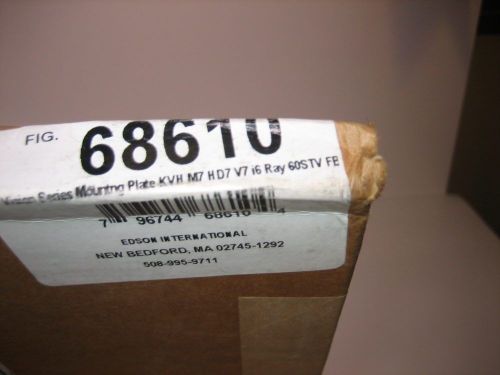 FIG. 68610
Vision Series Mounting Plate KVH M7 HD7 V7 i6 Ray 60STV FB
7 96744 68610 4
EDSON INTERNATIONAL
NEW BEDFORD, MA 02745-1292
508-995-9711